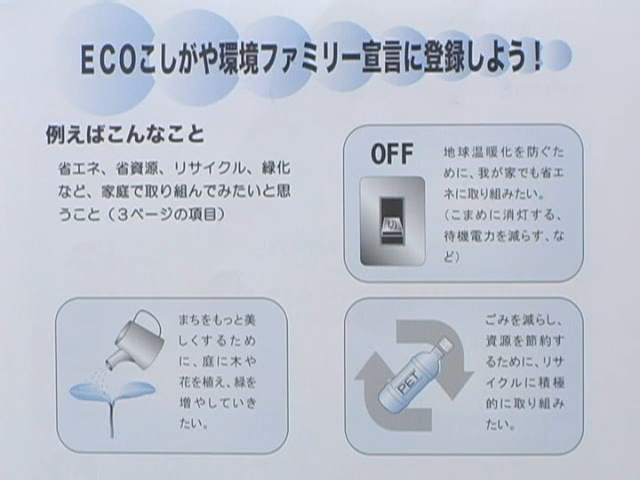 ECOこしがや環境ファミリー宣言に登録しよう！
例えばこんなこと
省エネ、省資源、リサイクル、緑化
など、家庭で取り組んでみたいと思
うこと（３ページの項目）
OFF
切
地球温暖化を防ぐた
めに、我が家でも省エ
ネに取り組みたい。
（こまめに消灯する、
待機電力を減らす、な
ど）
まちをもっと美
しくするため
に、庭に木や
花を植え、緑を
増やしていき
たい。
PET
ごみを減らし、
資源を節約す
るために、リサ
イクルに積極
的に取り組み
たい。